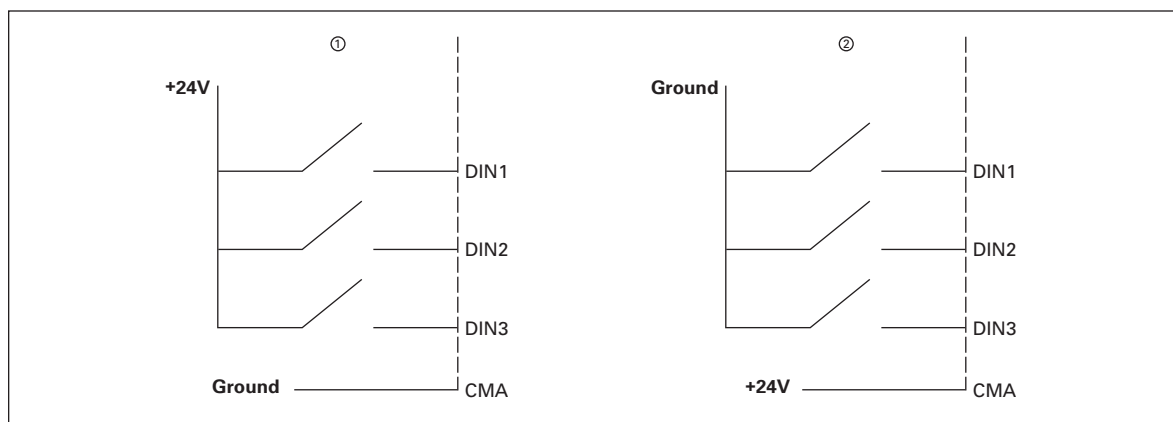 ①
+24V
DIN1
DIN2
DIN3
Ground
CMA
②
Ground
DIN1
DIN2
DIN3
+24V
CMA